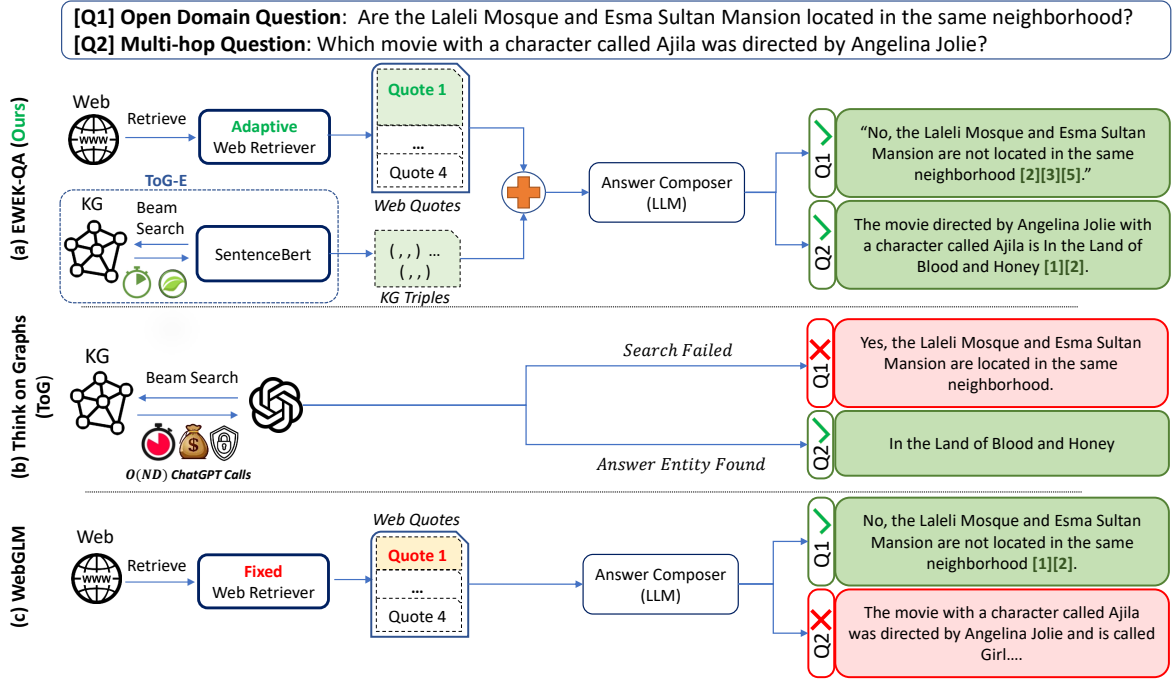 [Q1] Open Domain Question: Are the Laleli Mosque and Esma Sultan Mansion located in the same neighborhood?
[Q2] Multi-hop Question: Which movie with a character called Ajila was directed by Angelina Jolie?
(a) EWEK-QA (Ours)
Web
WWW
Retrieve
Adaptive
Web Retriever
Quote 1
...
Quote 4
Web Quotes
ToG-E
KG
Beam
Search
SentenceBert
( , , ) ...
( , , )
KG Triples
Answer Composer
(LLM)
Q1
“No, the Laleli Mosque and Esma Sultan
Mansion are not located in the same
neighborhood [2][3][5].”
Q2
The movie directed by Angelina Jolie with
a character called Ajila is In the Land of
Blood and Honey [1][2].
(b) Think on Graphs
(ToG)
KG
Beam Search
$
O(ND) ChatGPT Calls
Search Failed
Answer Entity Found
Q1
Yes, the Laleli Mosque and Esma Sultan
Mansion are located in the same
neighborhood.
Q2
In the Land of Blood and Honey
(c) WebGLM
Web
WWW
Retrieve
Fixed
Web Retriever
Web Quotes
Quote 1
...
Quote 4
Answer Composer
(LLM)
Q1
No, the Laleli Mosque and Esma Sultan
Mansion are not located in the same
neighborhood [1][2].
Q2
The movie with a character called Ajila
was directed by Angelina Jolie and is called
Girl....